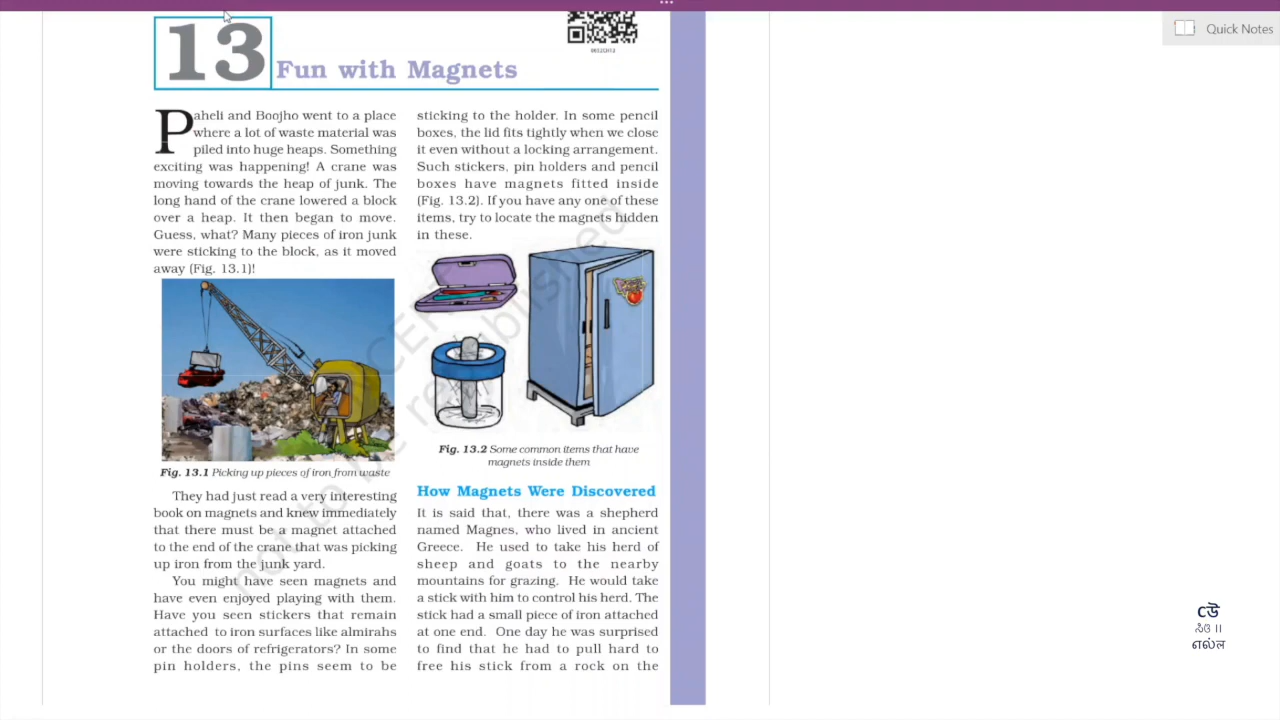 Quick Notes
13
Fun with Magnets
Paheli and Boojho went to a place
where a lot of waste material was
piled into huge heaps. Something
exciting was happening! A crane was
moving towards the heap of junk. The
long hand of the crane lowered a block
over a heap. It then began to move.
Guess, what? Many pieces of iron junk
were sticking to the block, as it moved
away (Fig. 13.1)!
Fig. 13.1 Picking up pieces of iron from waste
They had just read a very interesting
book on magnets and knew immediately
that there must be a magnet attached
to the end of the crane that was picking
up iron from the junk yard.
You might have seen magnets and
have even enjoyed playing with them.
Have you seen stickers that remain
attached to iron surfaces like almirahs
or the doors of refrigerators? In some
pin holders, the pins seem to be
sticking to the holder. In some pencil
boxes, the lid fits tightly when we close
it even without a locking arrangement.
Such stickers, pin holders and pencil
boxes have magnets fitted inside
(Fig. 13.2). If you have any one of these
items, try to locate the magnets hidden
in these.
Fig. 13.2 Some common items that have
magnets inside them
How Magnets Were Discovered
It is said that, there was a shepherd
named Magnes, who lived in ancient
Greece. He used to take his herd of
sheep and goats to the nearby
mountains for grazing. He would take
a stick with him to control his herd. The
stick had a small piece of iron attached
at one end. One day he was surprised
to find that he had to pull hard to
free his stick from a rock on the
not to be republished